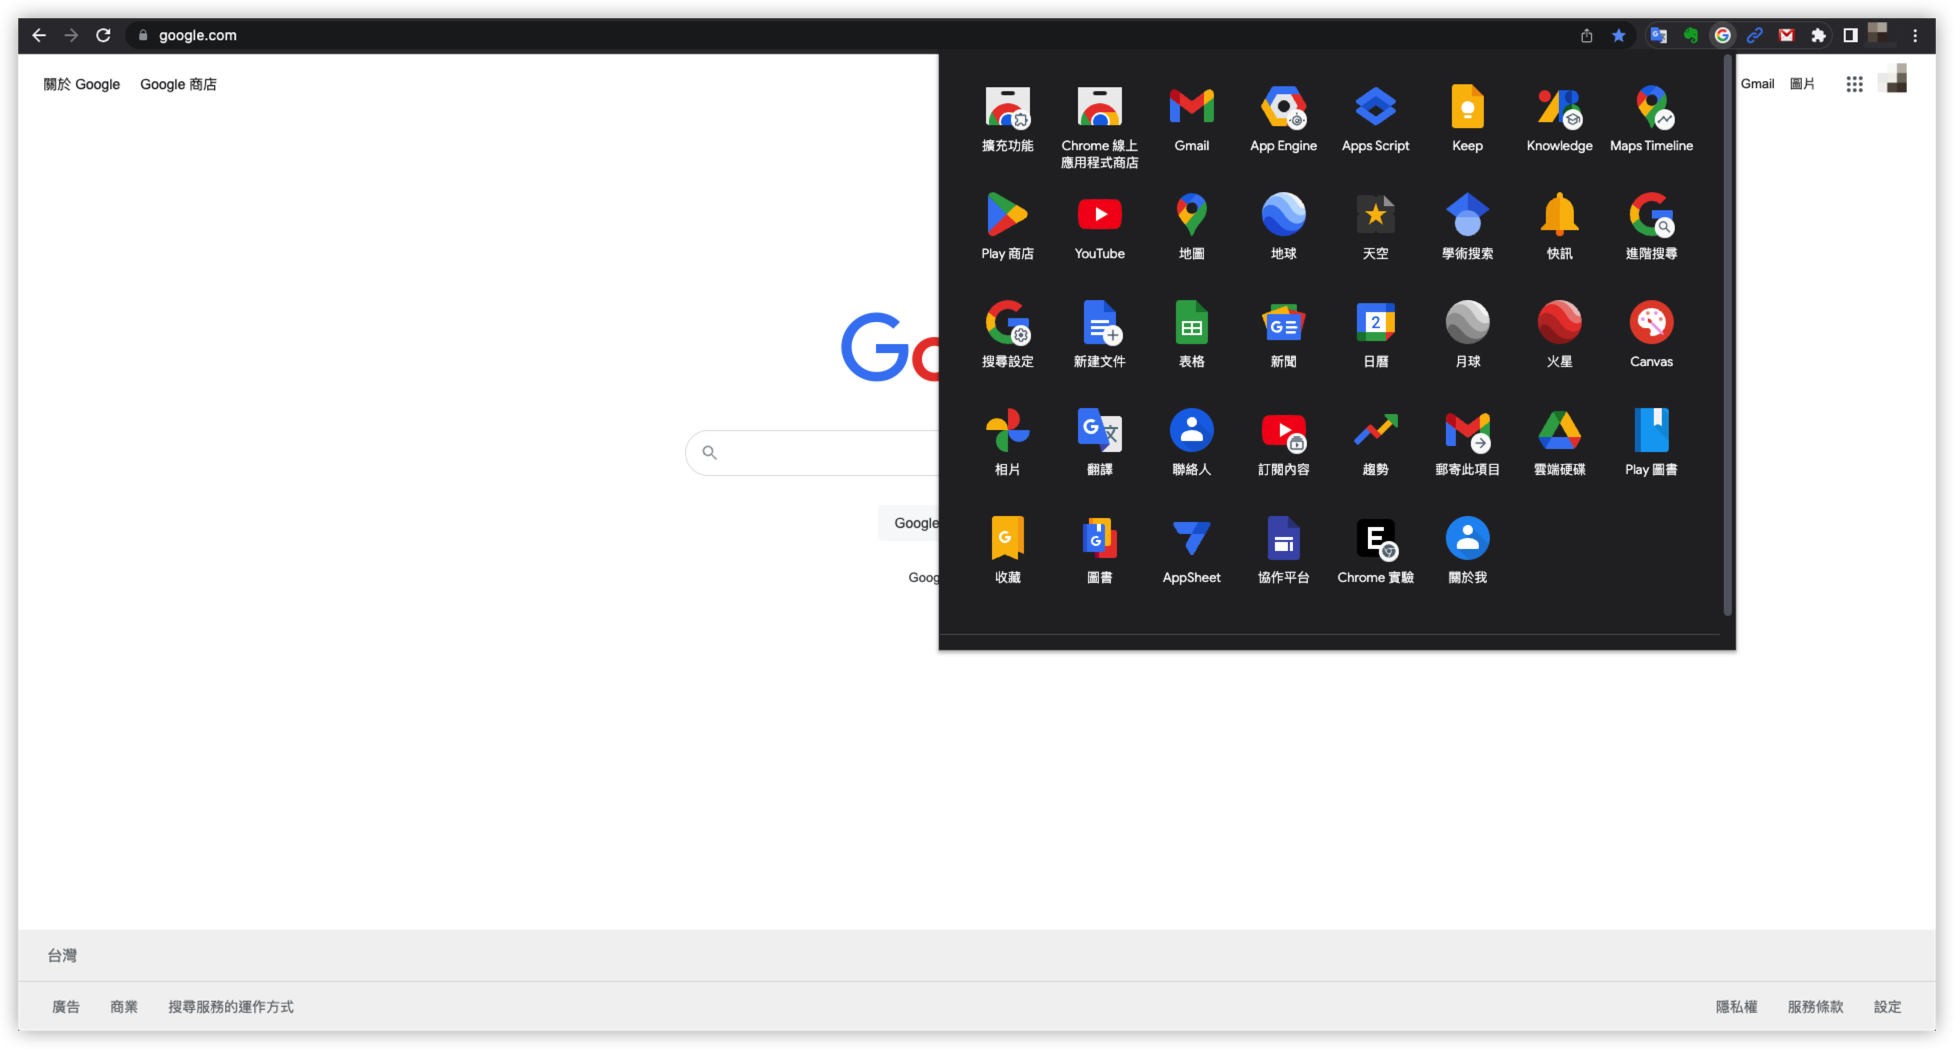 google.com
關於 Google
Google 商店
Gmail
圖片
擴充功能
Chrome 線上
應用程式商店
Gmail
App Engine
Apps Script
Keep
Knowledge
Maps Timeline
Play 商店
YouTube
地圖
地球
天空
學術搜索
快訊
進階搜尋
搜尋設定
新建文件
表格
新聞
2
日曆
月球
火星
Canvas
相片
翻譯
聯絡人
訂閱內容
趨勢
郵寄此項目
雲端硬碟
Play 圖書
收藏
圖書
AppSheet
協作平台
E
Chrome 實驗
關於我
Go
Google
Goog
台灣
廣告
商業
搜尋服務的運作方式
隱私權
服務條款
設定